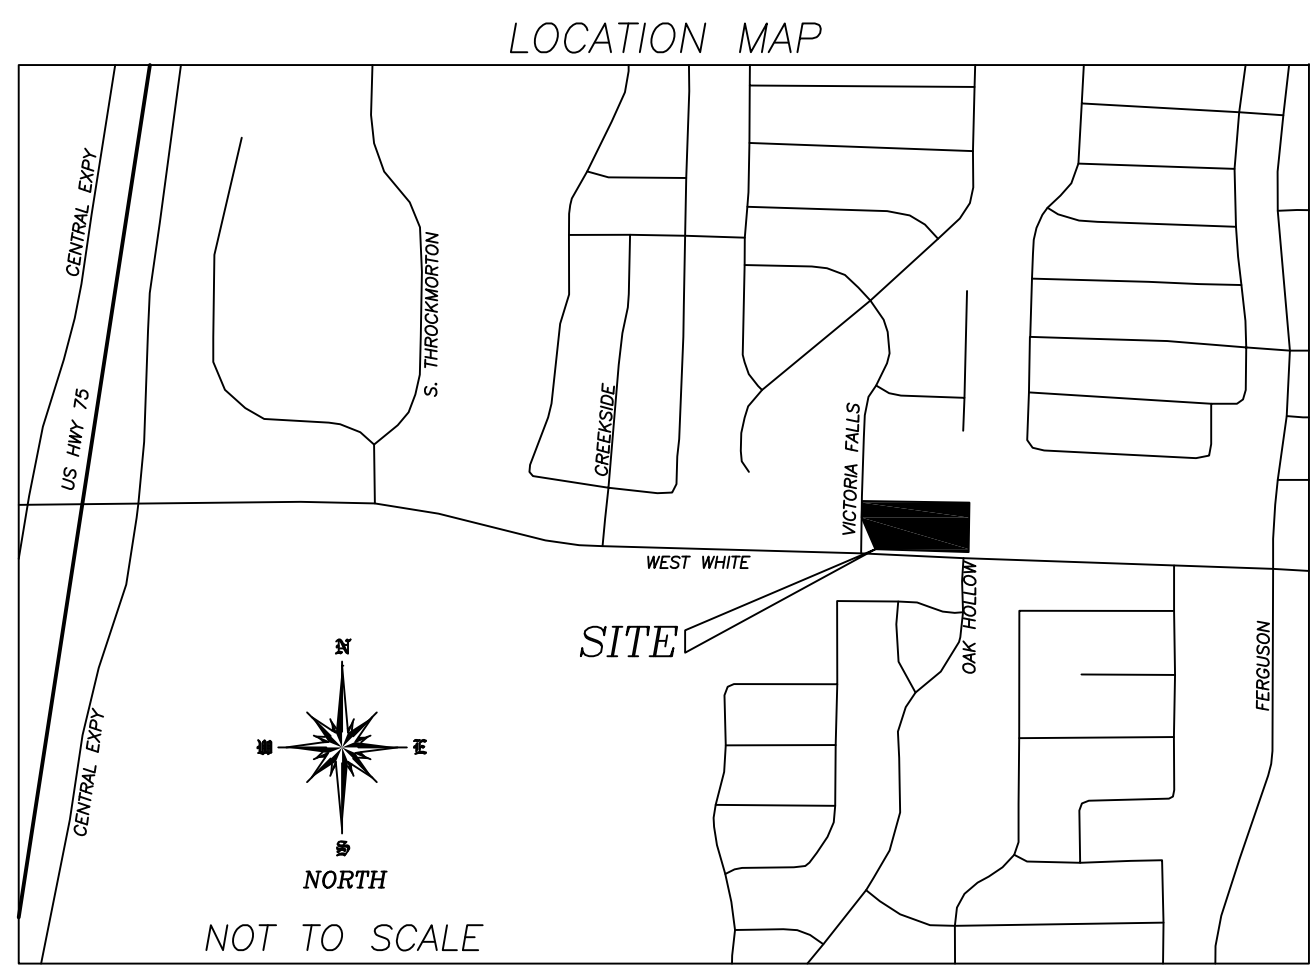 LOCATION MAP
CENTRAL EXPY
S. THROCKMORTON
US HWY 75
CREEKSIDE
VICTORIA FALLS
WEST WHITE
OAK HOLLOW
SITE
FERGUSON
N
W
E
S
CENTRAL EXPY
NORTH
NOT TO SCALE